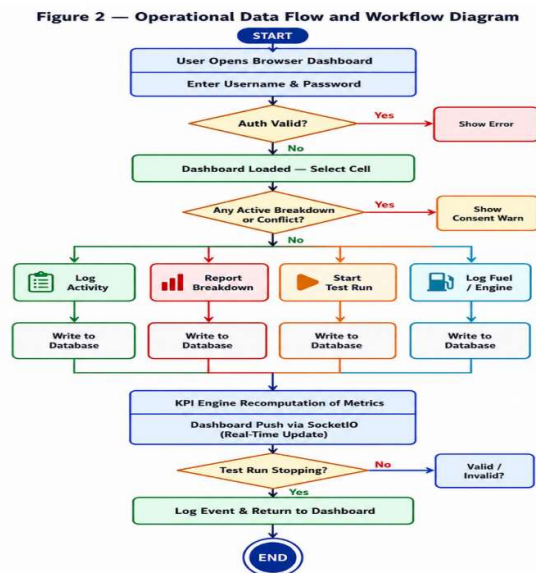 Figure 2 — Operational Data Flow and Workflow Diagram
START
User Opens Browser Dashboard
Enter Username & Password
Auth Valid?
Yes
Show Error
No
Dashboard Loaded — Select Cell
Any Active Breakdown
or Conflict?
Yes
Show
Consent Warn
No
Log
Activity
Report
Breakdown
Start
Test Run
Log Fuel
/ Engine
Write to
Database
Write to
Database
Write to
Database
Write to
Database
KPI Engine Recomputation of Metrics
Dashboard Push via SocketIO
(Real-Time Update)
Test Run Stopping?
No
Valid /
Invalid?
Yes
Log Event & Return to Dashboard
END